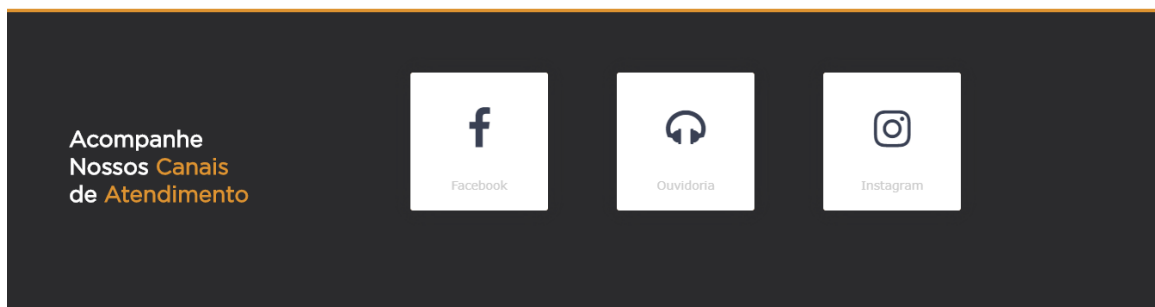 Acompanhe
Nossos Canais
de Atendimento
Facebook
Ouvidoria
Instagram